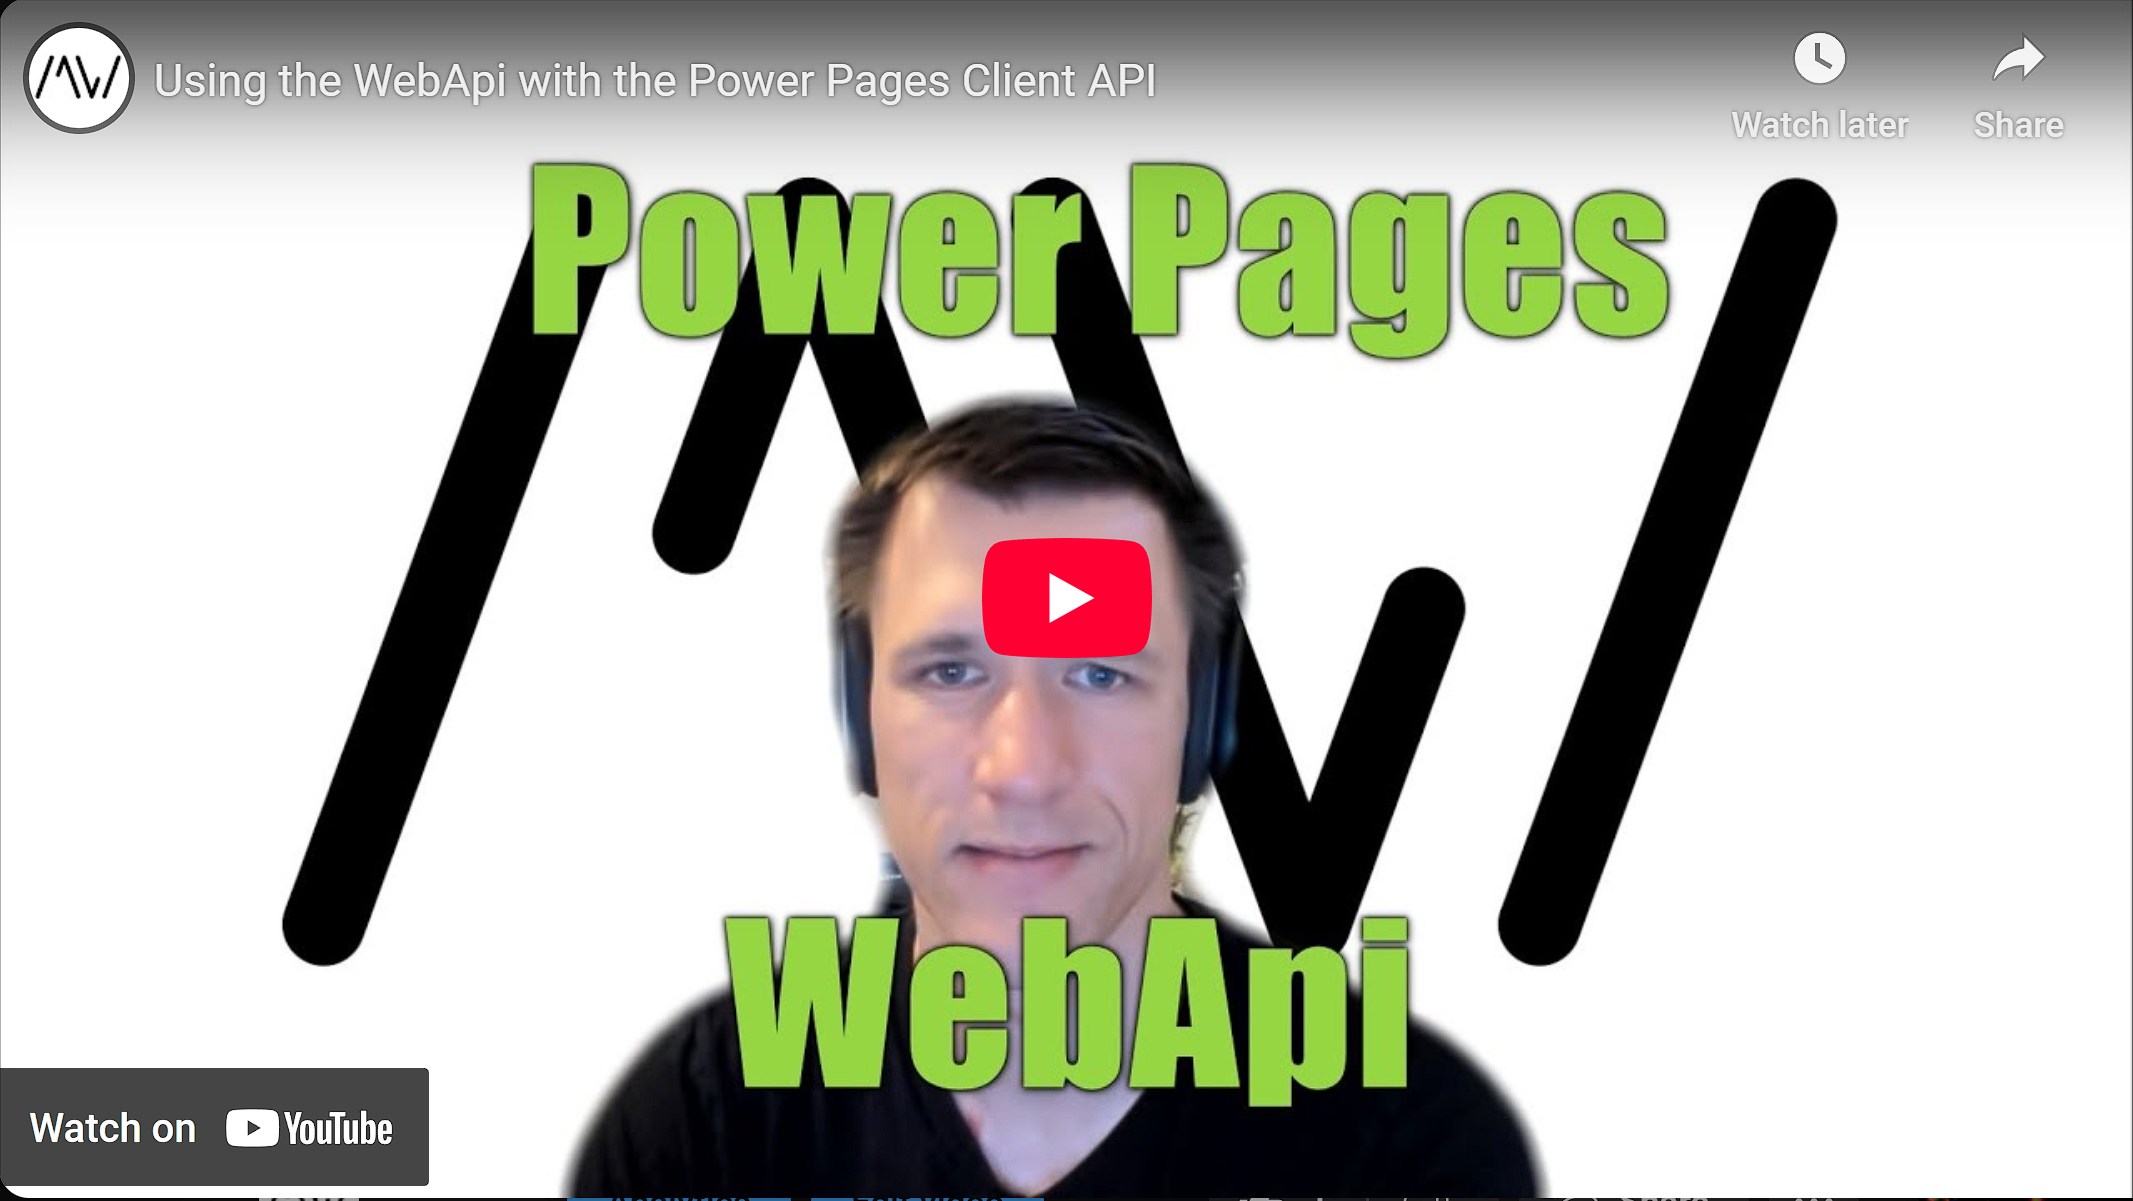 Using the WebApi with the Power Pages Client API
Watch later
Share
Power Pages
WebApi
Watch on YouTube